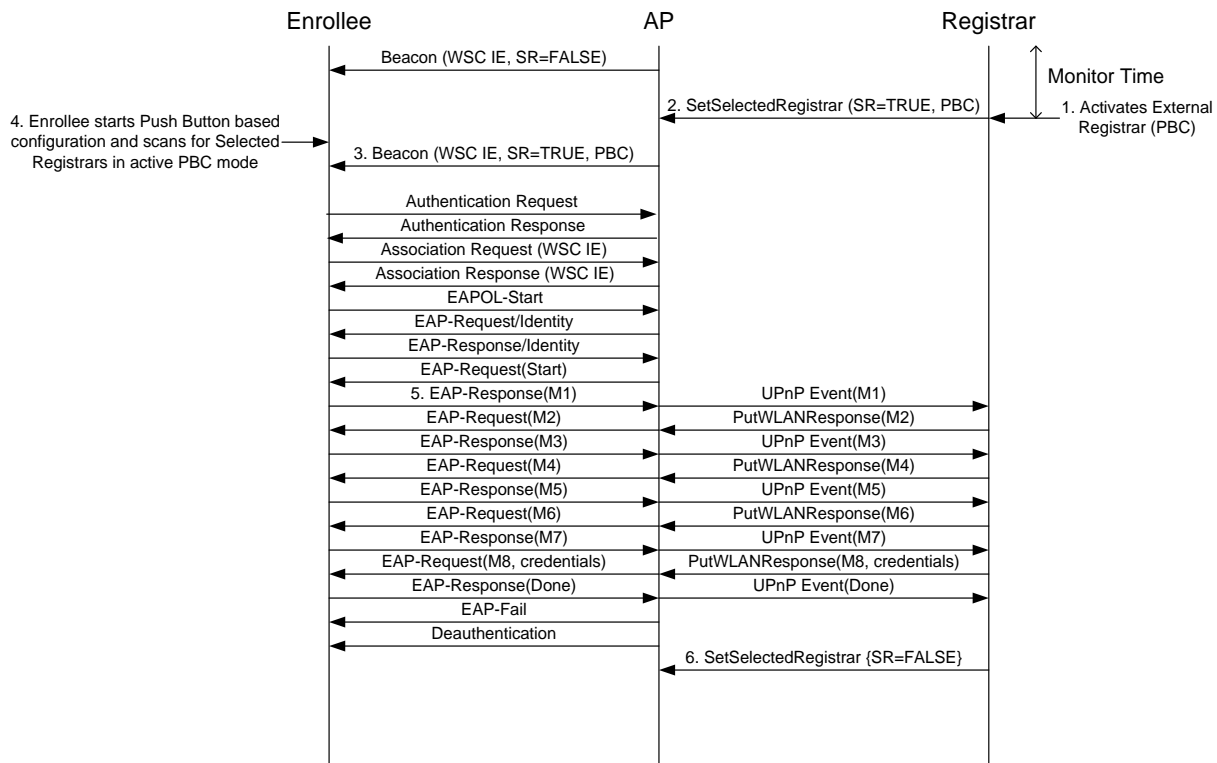 Enrollee
AP
Registrar
Beacon (WSC IE, SR=FALSE)
Monitor Time
2. SetSelectedRegistrar (SR=TRUE, PBC)
1. Activates External
Registrar (PBC)
4. Enrollee starts Push Button based
configuration and scans for Selected
Registrars in active PBC mode
3. Beacon (WSC IE, SR=TRUE, PBC)
Authentication Request
Authentication Response
Association Request (WSC IE)
Association Response (WSC IE)
EAPOL-Start
EAP-Request/Identity
EAP-Response/Identity
EAP-Request(Start)
5. EAP-Response(M1)
UPnP Event(M1)
EAP-Request(M2)
PutWLANResponse(M2)
EAP-Response(M3)
UPnP Event(M3)
EAP-Request(M4)
PutWLANResponse(M4)
EAP-Response(M5)
UPnP Event(M5)
EAP-Request(M6)
PutWLANResponse(M6)
EAP-Response(M7)
UPnP Event(M7)
EAP-Request(M8, credentials)
PutWLANResponse(M8, credentials)
EAP-Response(Done)
UPnP Event(Done)
EAP-Fail
Deauthentication
6. SetSelectedRegistrar {SR=FALSE}